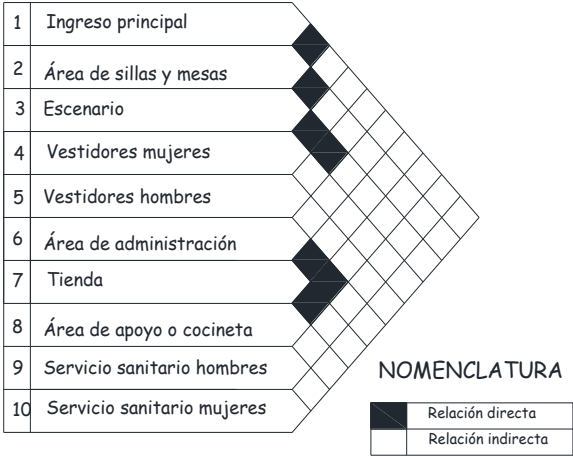 1 Ingreso principal
2 Área de sillas y mesas
3 Escenario
4 Vestidores mujeres
5 Vestidores hombres
6 Área de administración
7 Tienda
8 Área de apoyo o cocineta
9 Servicio sanitario hombres
10 Servicio sanitario mujeres
NOMENCLATURA
Relación directa
Relación indirecta